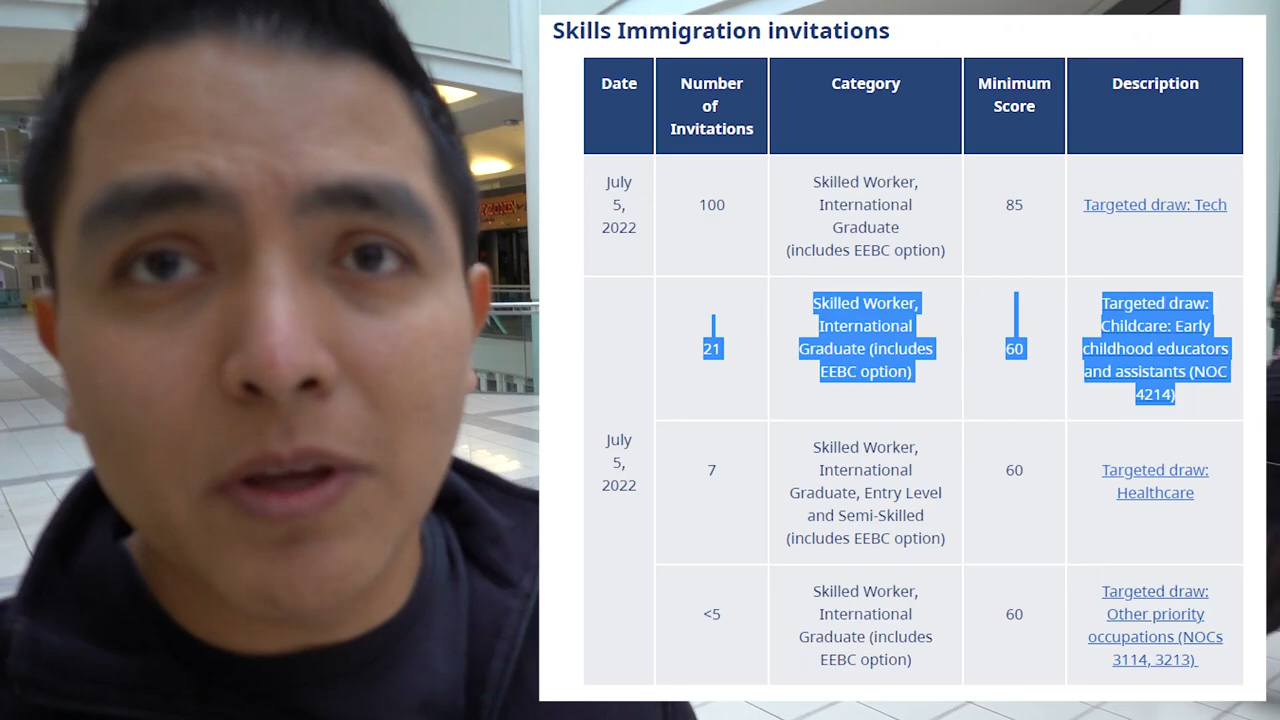 Skills Immigration invitations
Date
Number
of
Invitations
Category
Minimum
Score
Description
July
5,
2022
100
Skilled Worker,
International
Graduate
(includes EEBC option)
85
Targeted draw: Tech
July
5,
2022
21
Skilled Worker,
International
Graduate (includes
EEBC option)
60
Targeted draw:
Childcare: Early
childhood educators
and assistants (NOC
4214)
7
Skilled Worker,
International
Graduate, Entry Level
and Semi-Skilled
(includes EEBC option)
60
Targeted draw:
Healthcare
<5
Skilled Worker,
International
Graduate (includes
EEBC option)
60
Targeted draw:
Other priority
occupations (NOCs
3114, 3213)